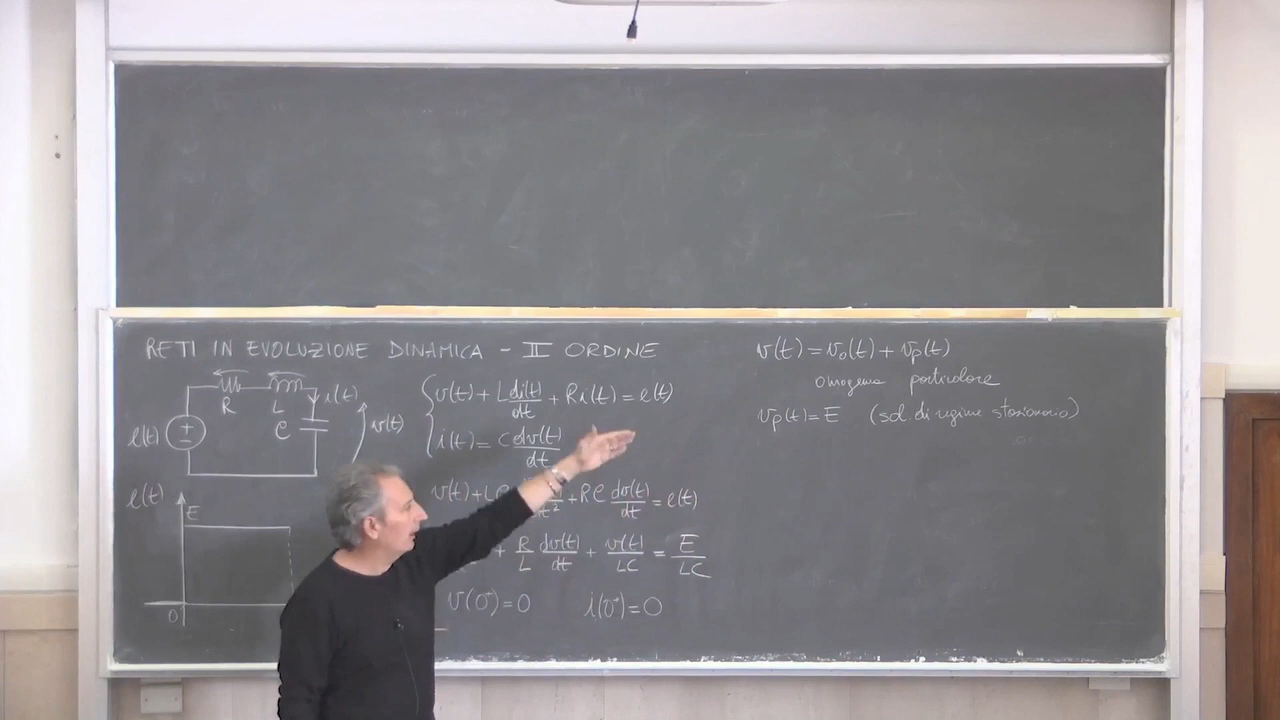 RETI IN EVOLUZIONE DINAMICA - II ORDINE
R L i(t)
e(t) + - C v(t)
v(t) + L di(t)/dt + Ri(t) = e(t)
i(t) = C dv(t)/dt
e(t)
E
0
v(t) + LC dt² + RC dv(t)/dt = e(t)
+ R/L dv(t)/dt + v(t)/LC = E/LC
v(0⁺)=0 i(0⁺)=0
v(t) = v₀(t) + vₚ(t)
omogenea particolare
vₚ(t) = E (sol. di regime stazionario)